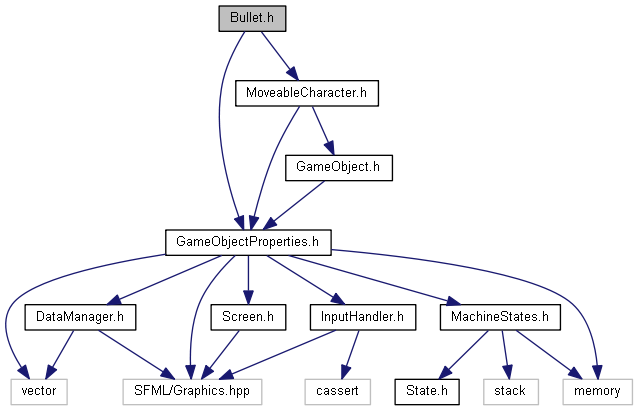 Bullet.h
MoveableCharacter.h
GameObject.h
GameObjectProperties.h
DataManager.h
Screen.h
InputHandler.h
MachineStates.h
vector
SFML/Graphics.hpp
cassert
State.h
stack
memory